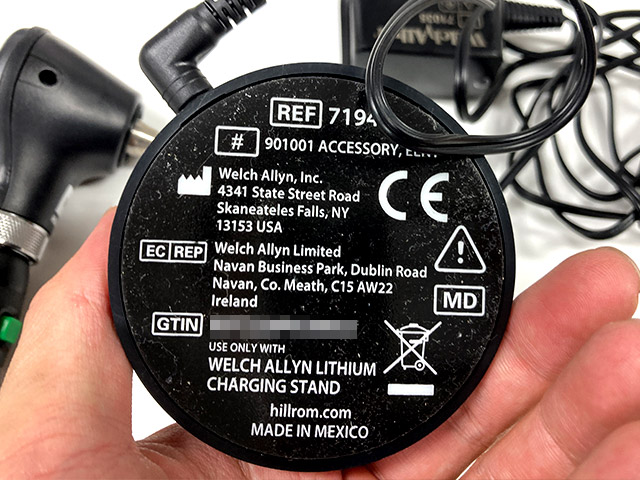 REF 7194
# 901001 ACCESSORY,
Welch Allyn, Inc.
4341 State Street Road
Skaneateles Falls, NY
13153 USA
CE
EC REP Welch Allyn Limited
Navan Business Park, Dublin Road
Navan, Co. Meath, C15 AW22
Ireland
MD
GTIN
USE ONLY WITH
WELCH ALLYN LITHIUM
CHARGING STAND
hillrom.com
MADE IN MEXICO
WelchAllyn